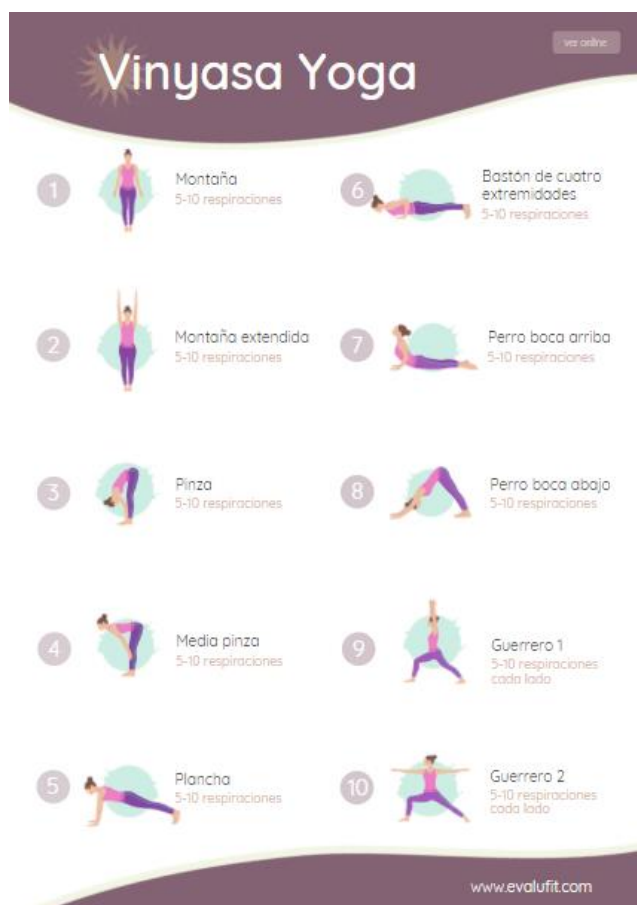 Vinyasa Yoga
ver online
1
Montaña
5-10 respiraciones
2
Montaña extendida
5-10 respiraciones
3
Pinza
5-10 respiraciones
4
Media pinza
5-10 respiraciones
5
Plancha
5-10 respiraciones
6
Bastón de cuatro
extremidades
5-10 respiraciones
7
Perro boca arriba
5-10 respiraciones
8
Perro boca abajo
5-10 respiraciones
9
Guerrero 1
5-10 respiraciones
cada lado
10
Guerrero 2
5-10 respiraciones
cada lado
www.evalufit.com